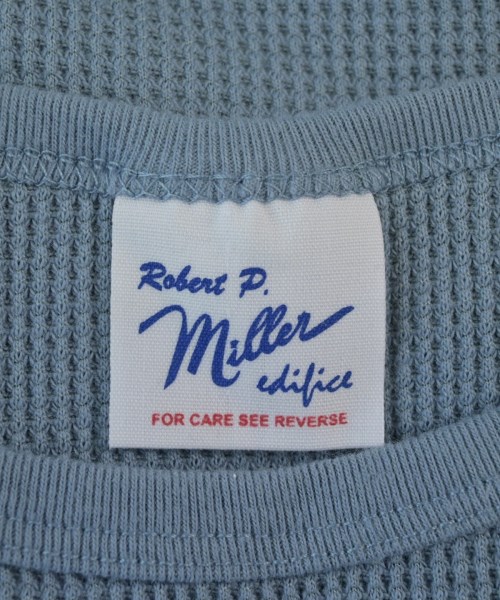 Robert P.
Miller
edifice
FOR CARE SEE REVERSE